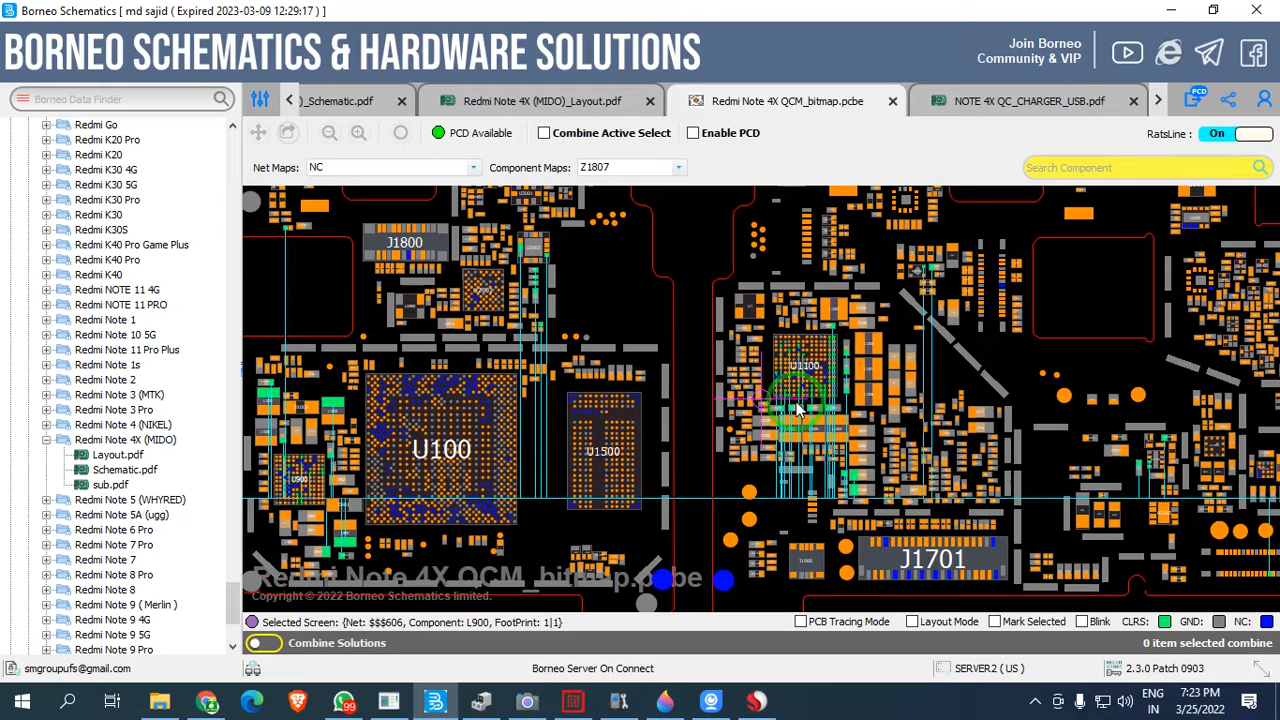 Borneo Schematics [ md sajid ( Expired 2023-03-09 12:29:17 ) ]
BORNEO SCHEMATICS & HARDWARE SOLUTIONS
Join Borneo
Community & VIP
Borneo Data Finder
)_Schematic.pdf
Redmi Note 4X (MIDO)_Layout.pdf
Redmi Note 4X QCM_bitmap.pcbe
NOTE 4X QC_CHARGER_USB.pdf
PCD
PCD Available
Combine Active Select
Enable PCD
RatsLine :
On
Net Maps:
NC
Component Maps:
Z1807
Search Component
Redmi Go
Redmi K20 Pro
Redmi K20
Redmi K30 4G
Redmi K30 5G
Redmi K30 Pro
Redmi K30
Redmi K30S
Redmi K40 Pro Game Plus
Redmi K40 Pro
Redmi K40
Redmi NOTE 11 4G
Redmi NOTE 11 PRO
Redmi Note 1
Redmi Note 10 5G
Redmi Note 11 Pro Plus
Redmi Note 1s
Redmi Note 2
Redmi Note 3 (MTK)
Redmi Note 3 Pro
Redmi Note 4 (NIKEL)
Redmi Note 4X (MIDO)
Layout.pdf
Schematic.pdf
sub.pdf
Redmi Note 5 (WHYRED)
Redmi Note 5A (Ugg)
Redmi Note 6 Pro
Redmi Note 7 Pro
Redmi Note 7
Redmi Note 8 Pro
Redmi Note 8
Redmi Note 9 ( Merlin )
Redmi Note 9 4G
Redmi Note 9 5G
Redmi Note 9 Pro
J1800
U1100
U100
U1500
U900
J1701
J1900
Redmi Note 4X QCM_bitmap.pcbe
Copyright © 2022 Borneo Schematics limited.
Selected Screen: {Net: $$$606, Component: L900, FootPrint: 1|1}
PCB Tracing Mode
Layout Mode
Mark Selected
Blink
CLRS:
GND:
NC:
Combine Solutions
0 item selected combine
smgroupufs@gmail.com
Borneo Server On Connect
SERVER2 ( US )
2.3.0 Patch 0903
99
ENG
IN
7:23 PM
3/25/2022